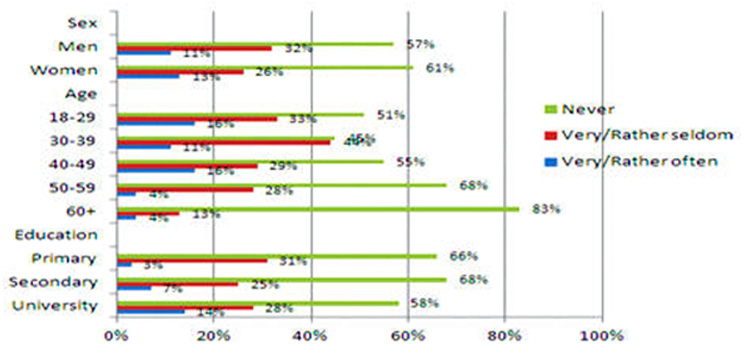 Sex
Men 57% 32% 11%
Women 61% 26% 13%
Age
18-29 51% 33% 16%
30-39 45% 44% 11%
40-49 55% 29% 16%
50-59 68% 28% 4%
60+ 83% 13% 4%
Education
Primary 66% 31% 3%
Secondary 68% 25% 7%
University 58% 28% 14%
0% 20% 40% 60% 80% 100%
Never
Very/Rather seldom
Very/Rather often